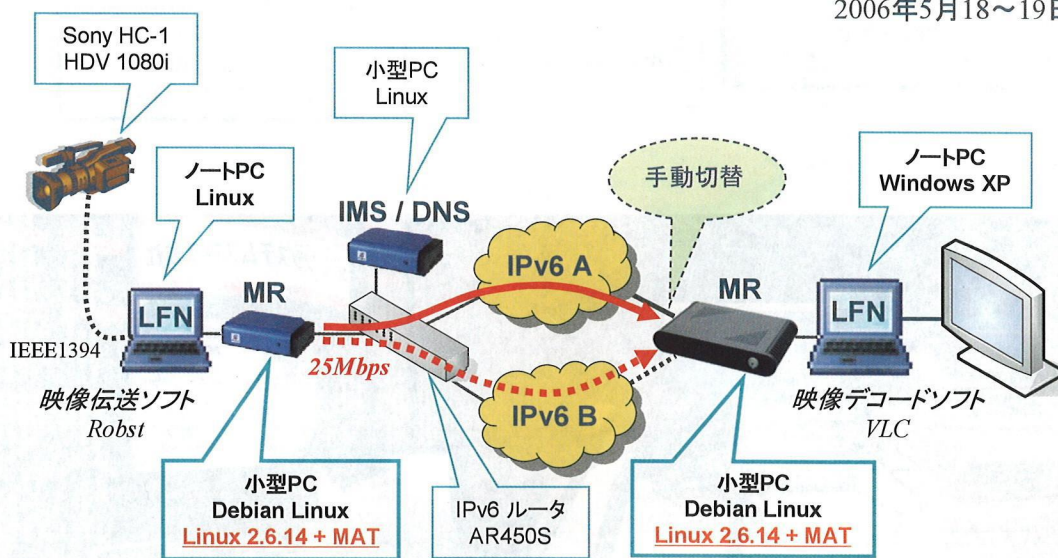 2006年5月18～19日
Sony HC-1
HDV 1080i
小型PC
Linux
ノートPC
Linux
手動切替
ノートPC
Windows XP
IMS / DNS
IPv6 A
MR
MR
LFN
LFN
IEEE1394
25Mbps
映像伝送ソフト
Robst
IPv6 B
映像デコードソフト
VLC
小型PC
Debian Linux
Linux 2.6.14 + MAT
IPv6 ルータ
AR450S
小型PC
Debian Linux
Linux 2.6.14 + MAT